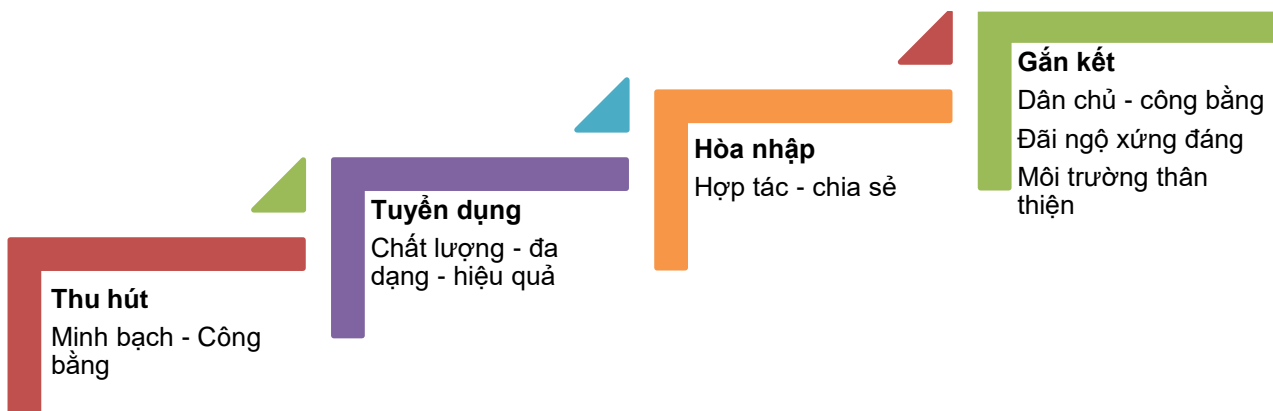 Thu hút
Minh bạch - Công
bằng
Tuyển dụng
Chất lượng - đa
dạng - hiệu quả
Hòa nhập
Hợp tác - chia sẻ
Gắn kết
Dân chủ - công bằng
Đãi ngộ xứng đáng
Môi trường thân
thiện